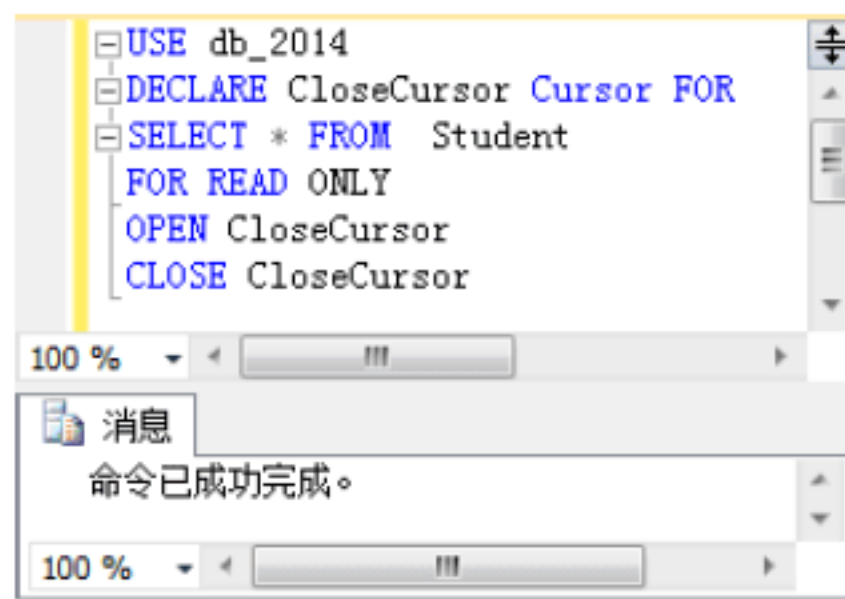 USE db_2014
DECLARE CloseCursor Cursor FOR
SELECT * FROM  Student
FOR READ ONLY
OPEN CloseCursor
CLOSE CloseCursor
100 %
消息
命令已成功完成。
100 %